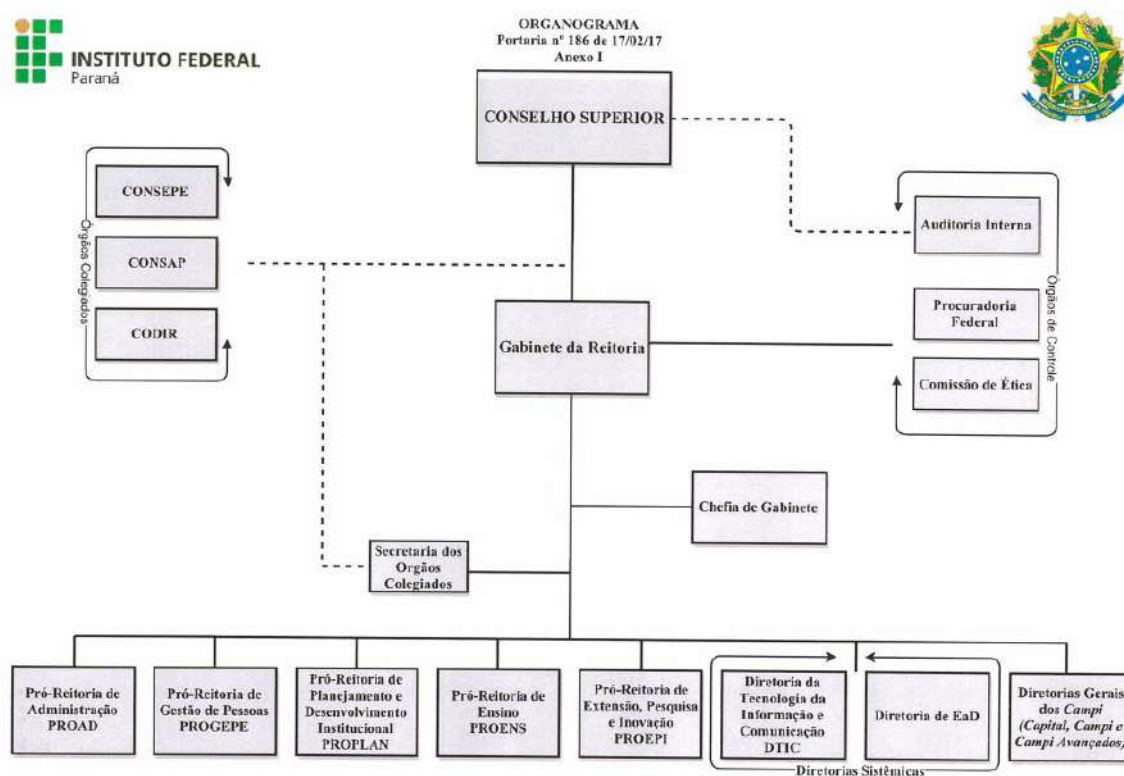 INSTITUTO FEDERAL
Paraná
ORGANOGRAMA
Portaria nº 186 de 17/02/17
Anexo I
CONSELHO SUPERIOR
CONSEPE
CONSAP
CODIR
Órgãos Colegiados
Auditoria Interna
Procuradoria
Federal
Comissão de Ética
Órgãos de Controle
Gabinete da Reitoria
Chefia de Gabinete
Secretaria dos
Orgãos
Colegiados
Pró-Reitoria de
Administração
PROAD
Pró-Reitoria de
Gestão de Pessoas
PROGEPE
Pró-Reitoria de
Planejamento e
Desenvolvimento
Institucional
PROPLAN
Pró-Reitoria de
Ensino
PROENS
Pró-Reitoria de
Extensão, Pesquisa
e Inovação
PROEPI
Diretoria da
Tecnologia da
Informação e
Comunicação
DTIC
Diretoria de EaD
Diretorias Sistêmicas
Diretorias Gerais
dos Campi
(Capital, Campi e
Campi Avançados)